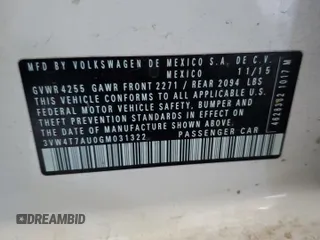 MFD BY VOLKSWAGEN DE MEXICO S.A. DE C.V.
MEXICO 11/15
GVWR 4255 GAWR FRONT 2271 / REAR 2094 LBS
THIS VEHICLE CONFORMS TO ALL APPLICABLE U.S.
FEDERAL MOTOR VEHICLE SAFETY, BUMPER AND
THEFT PREVENTION STANDARDS IN EFFECT ON THE
DATE OF MANUFACTURE SHOWN ABOVE.
3VW4T7AU0GM031322 PASSENGER CAR
DREAMBID